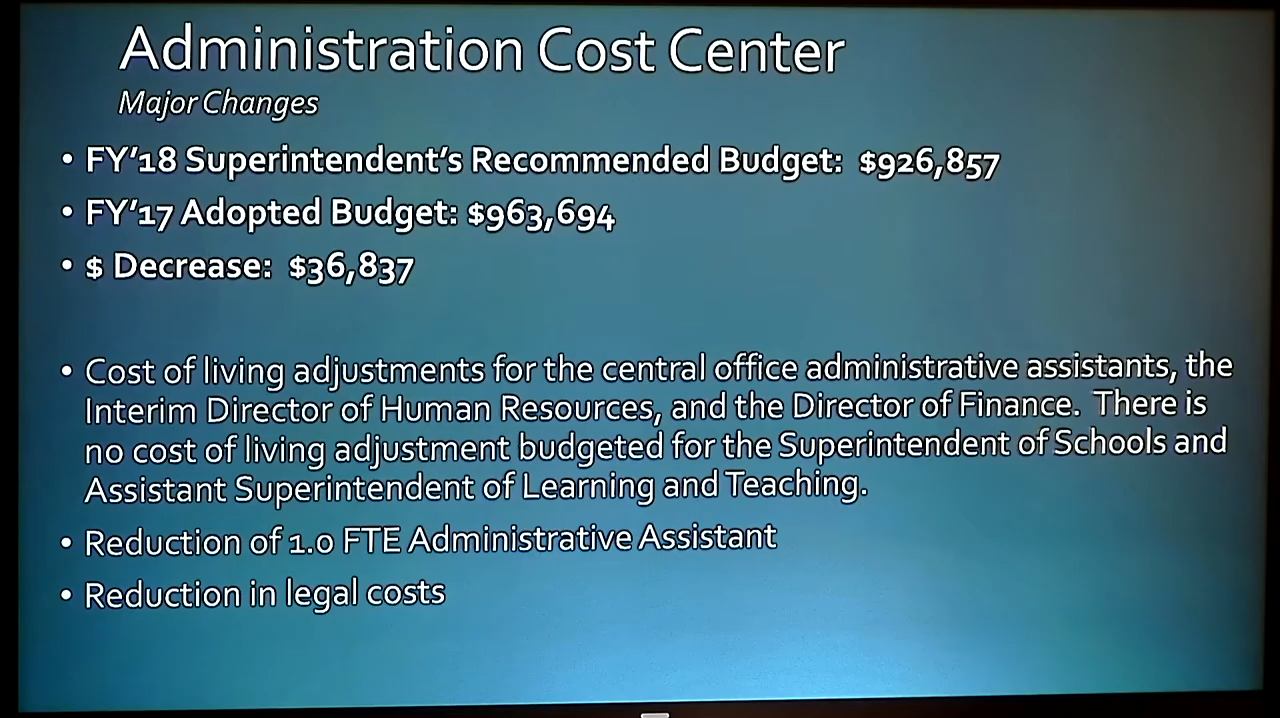 Administration Cost Center
Major Changes
• FY'18 Superintendent's Recommended Budget: $926,857
• FY'17 Adopted Budget: $963,694
• $ Decrease: $36,837
• Cost of living adjustments for the central office administrative assistants, the
Interim Director of Human Resources, and the Director of Finance. There is
no cost of living adjustment budgeted for the Superintendent of Schools and
Assistant Superintendent of Learning and Teaching.
• Reduction of 1.0 FTE Administrative Assistant
• Reduction in legal costs